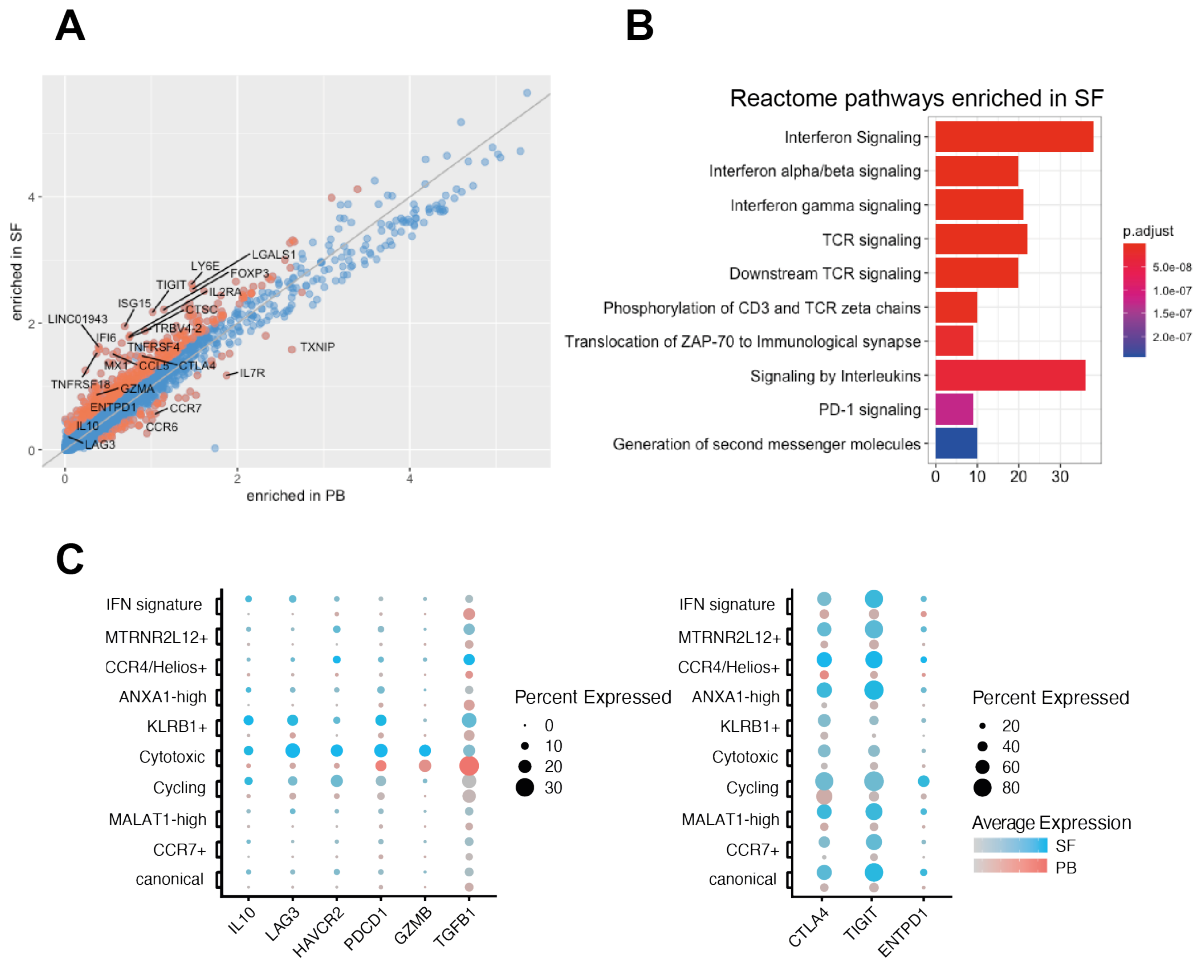 A
enriched in SF
4
2
0
0
2
4
enriched in PB
LGALS1
LY6E
FOXP3
TIGIT
IL2RA
ISG15
CTSC
LINC01943
TRBV4-2
IFI6
TNFRSF4
TXNIP
MX1
CCL5
CTLA4
IL7R
TNFRSF18
GZMA
ENTPD1
CCR7
IL10
CCR6
LAG3
B
Reactome pathways enriched in SF
Interferon Signaling
Interferon alpha/beta signaling
Interferon gamma signaling
TCR signaling
Downstream TCR signaling
Phosphorylation of CD3 and TCR zeta chains
Translocation of ZAP-70 to Immunological synapse
Signaling by Interleukins
PD-1 signaling
Generation of second messenger molecules
0 10 20 30
p.adjust
5.0e-08
1.0e-07
1.5e-07
2.0e-07
C
IFN signature
MTRNR2L12+
CCR4/Helios+
ANXA1-high
KLRB1+
Cytotoxic
Cycling
MALAT1-high
CCR7+
canonical
IL10
LAG3
HAVCR2
PDCD1
GZMB
TGFB1
Percent Expressed
0
10
20
30
IFN signature
MTRNR2L12+
CCR4/Helios+
ANXA1-high
KLRB1+
Cytotoxic
Cycling
MALAT1-high
CCR7+
canonical
CTLA4
TIGIT
ENTPD1
Percent Expressed
20
40
60
80
Average Expression
SF
PB